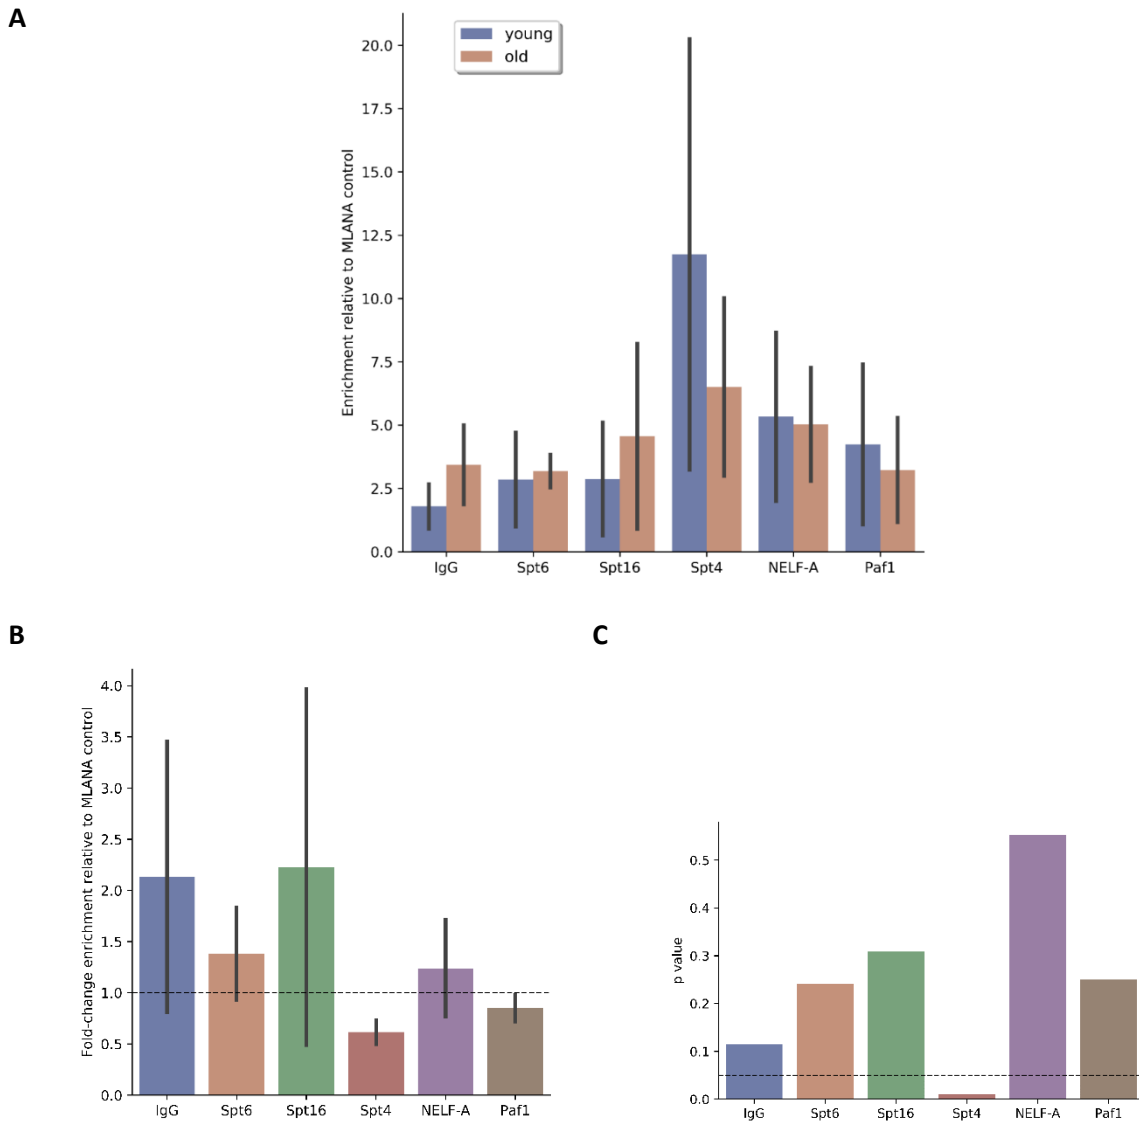 A
Enrichment relative to MLANA control
20.0
17.5
15.0
12.5
10.0
7.5
5.0
2.5
0.0
young
old
IgG Spt6 Spt16 Spt4 NELF-A Paf1
B
Fold-change enrichment relative to MLANA control
4.0
3.5
3.0
2.5
2.0
1.5
1.0
0.5
0.0
IgG Spt6 Spt16 Spt4 NELF-A Paf1
C
p value
0.5
0.4
0.3
0.2
0.1
0.0
IgG Spt6 Spt16 Spt4 NELF-A Paf1